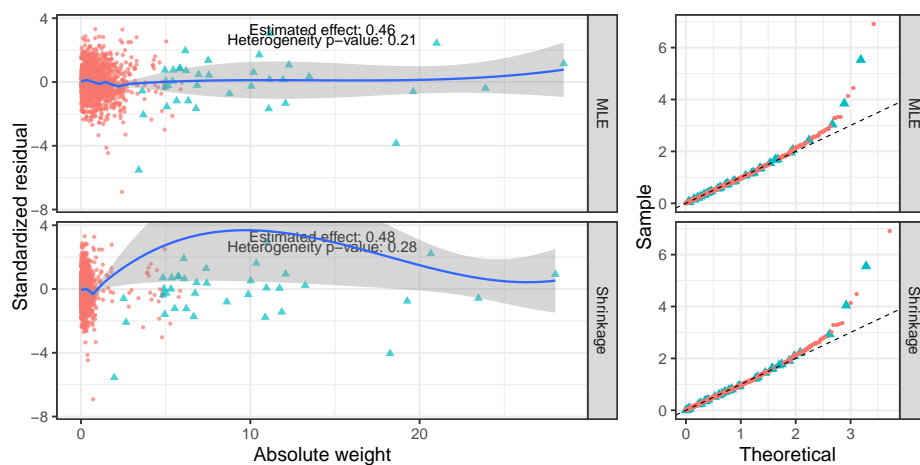 Standardized residual
4
0
−4
−8
Estimated effect: 0.46
Heterogeneity p−value: 0.21
MLE
4
0
−4
−8
Estimated effect: 0.48
Heterogeneity p−value: 0.28
Shrinkage
0
10
20
Absolute weight
Sample
6
4
2
0
MLE
6
4
2
0
Shrinkage
0
1
2
3
Theoretical